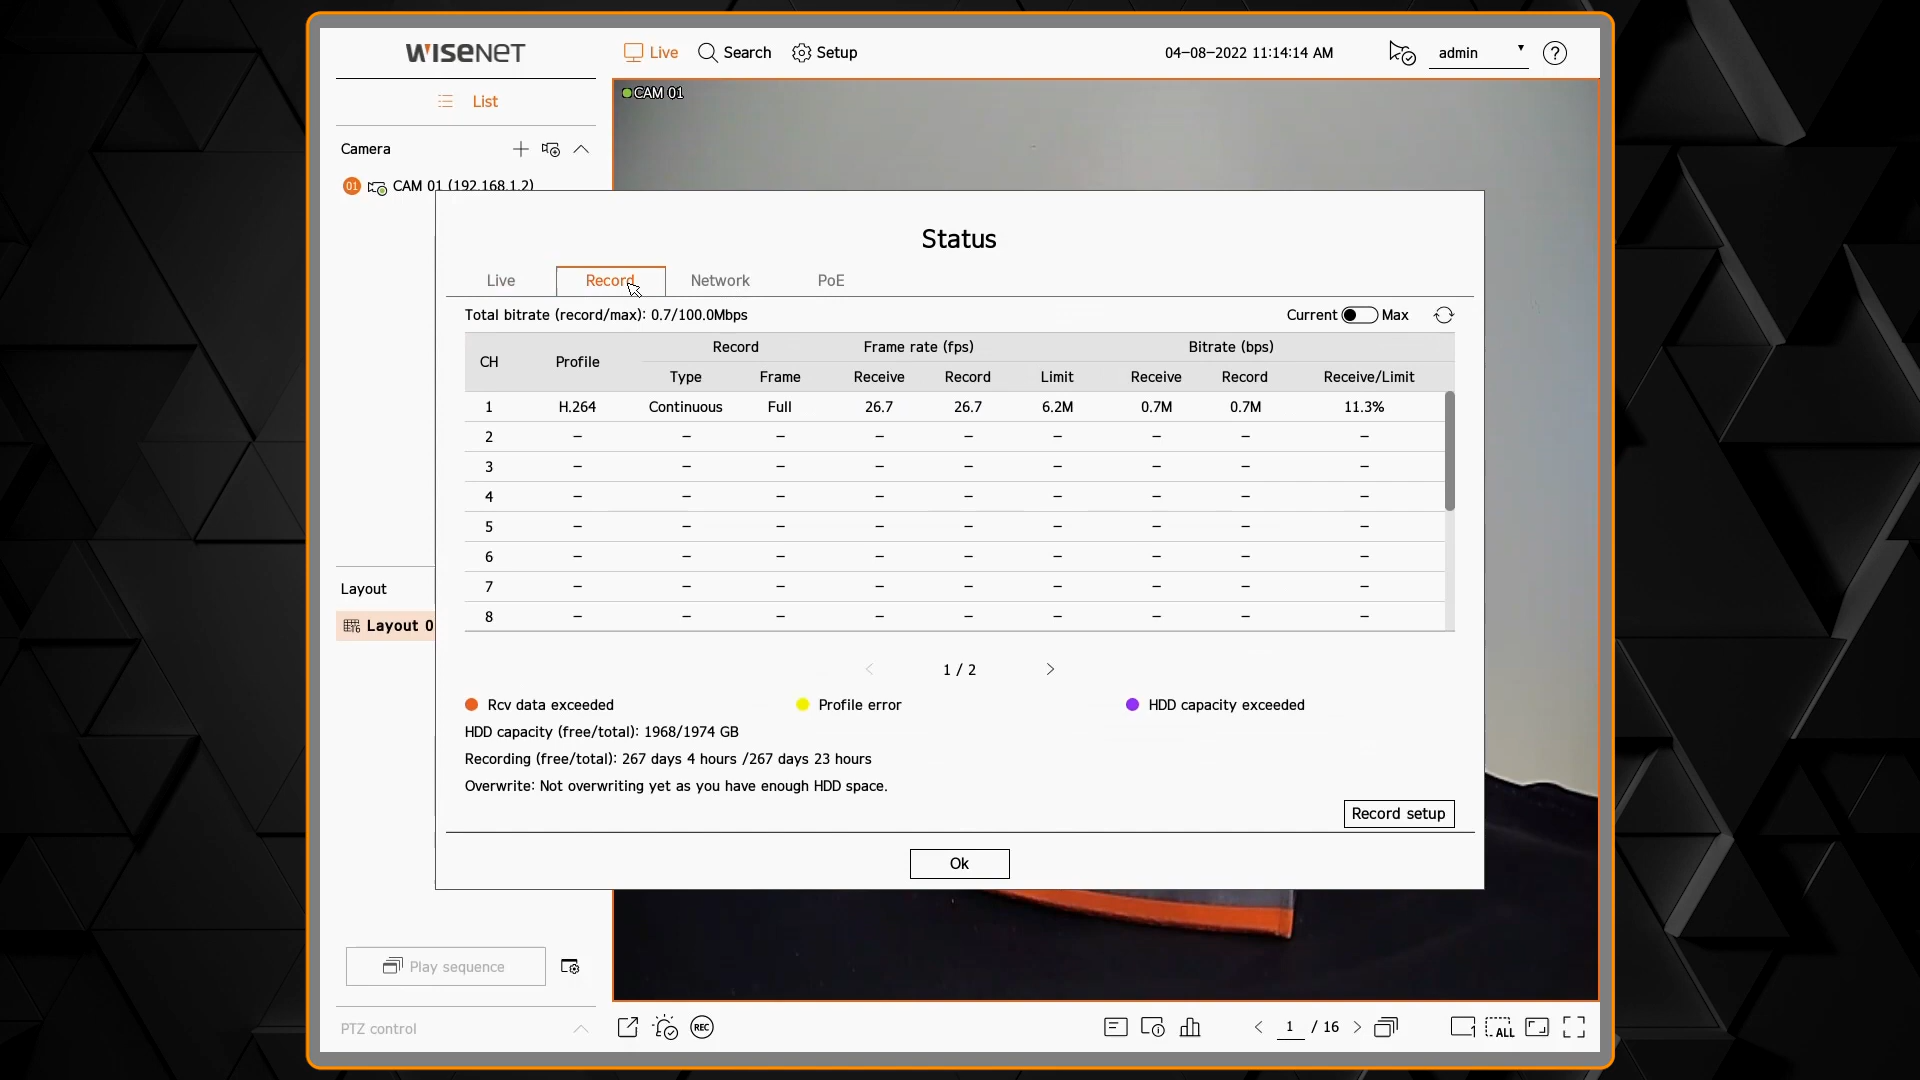 WISENET
Live Search Setup 04-08-2022 11:14:14 AM admin ?
List
CAM 01
Camera
01 CAM 01 (192.168.1.2)
Status
Live Record Network PoE
Total bitrate (record/max): 0.7/100.0Mbps Current Max
CH Profile Record Frame rate (fps) Bitrate (bps)
Type Frame Receive Record Limit Receive Record Receive/Limit
1 H.264 Continuous Full 26.7 26.7 6.2M 0.7M 0.7M 11.3%
2 – – – – – – – – –
3 – – – – – – – – –
4 – – – – – – – – –
5 – – – – – – – – –
6 – – – – – – – – –
7 – – – – – – – – –
8 – – – – – – – – –
1 / 2
Rcv data exceeded Profile error HDD capacity exceeded
HDD capacity (free/total): 1968/1974 GB
Recording (free/total): 267 days 4 hours /267 days 23 hours
Overwrite: Not overwriting yet as you have enough HDD space.
Record setup
Ok
Layout
Layout 0
Play sequence
PTZ control
REC 1 / 16 1 ALL